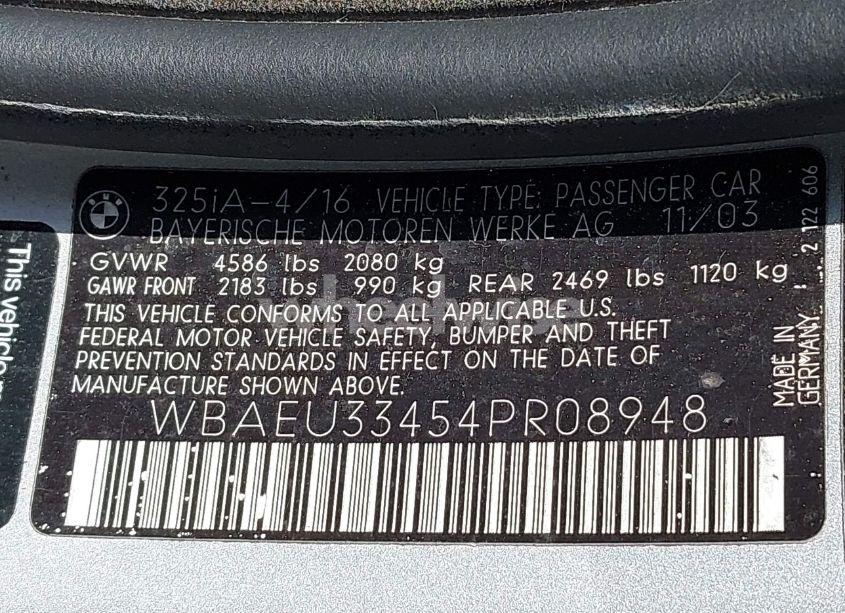 325iA-4/16 VEHICLE TYPE: PASSENGER CAR
BAYERISCHE MOTOREN WERKE AG 11/03
GVWR 4586 lbs 2080 kg
GAWR FRONT 2183 lbs 990 kg REAR 2469 lbs 1120 kg
THIS VEHICLE CONFORMS TO ALL APPLICABLE U.S.
FEDERAL MOTOR VEHICLE SAFETY, BUMPER AND THEFT
PREVENTION STANDARDS IN EFFECT ON THE DATE OF
MANUFACTURE SHOWN ABOVE.
WBAEU33454PR08948
MADE IN
GERMANY
2 122 606
This vehicle